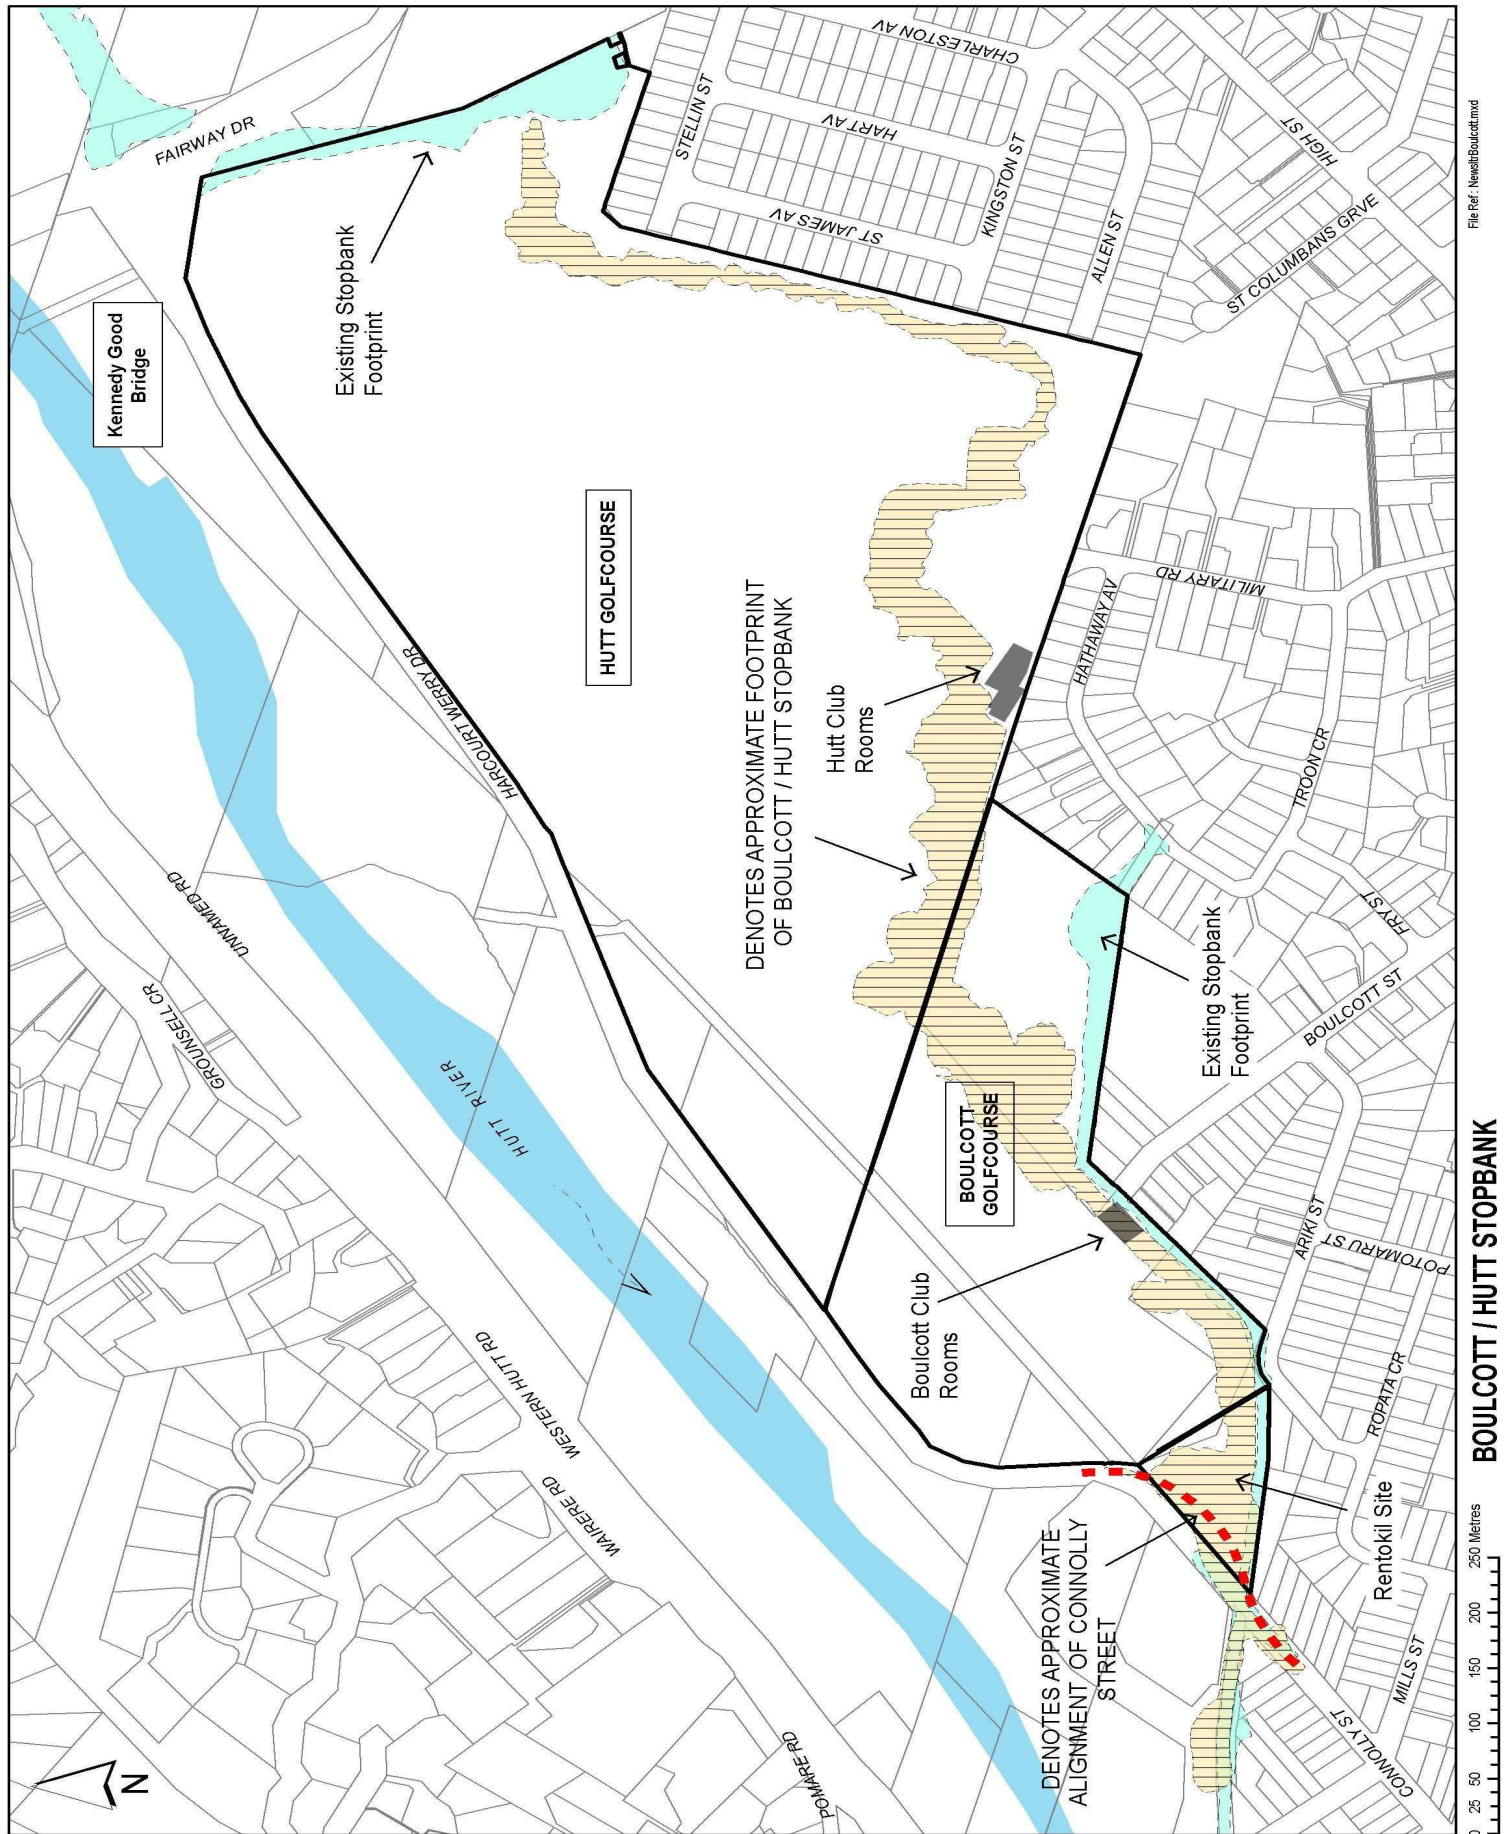 Kennedy Good
Bridge
FAIRWAY DR
Existing Stopbank
Footprint
STELLIN ST
CHARLESTON AV
HART AV
ST JAMES AV
KINGSTON ST
ALLEN ST
HIGH ST
ST COLUMBANS GRVE
HUTT GOLFCOURSE
HARCOURT WERRY DR
UNNAMED RD
GROUNSELL CR
HUTT RIVER
DENOTES APPROXIMATE FOOTPRINT
OF BOULCOTT / HUTT STOPBANK
Hutt Club
Rooms
HATHAWAY AV
MILITARY RD
TROON CR
FRY ST
BOULCOTT ST
Existing Stopbank
Footprint
BOULCOTT
GOLFCOURSE
Boulcott Club
Rooms
ARIKI ST
POTOMARU ST
ROPATA CR
WESTERN HUTT RD
WAIRERE RD
POMARE RD
DENOTES APPROXIMATE
ALIGNMENT OF CONNOLLY
STREET
Rentokil Site
MILLS ST
CONNOLLY ST
N
0 25 50 100 150 200 250 Metres
BOULCOTT / HUTT STOPBANK
File Ref : NewsltrBoulcott.mxd